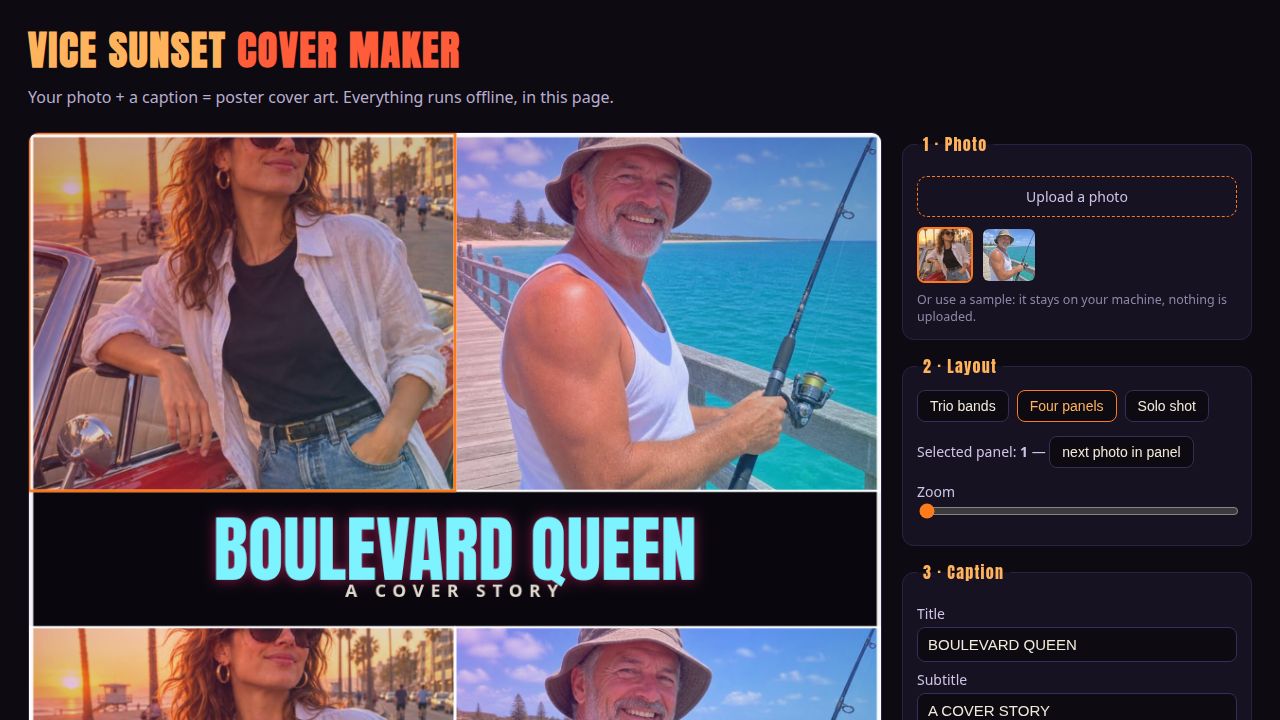 VICE SUNSET COVER MAKER
Your photo + a caption = poster cover art. Everything runs offline, in this page.
BOULEVARD QUEEN
A COVER STORY
1 · Photo
Upload a photo
Or use a sample: it stays on your machine, nothing is
uploaded.
2 · Layout
Trio bands
Four panels
Solo shot
Selected panel: 1 —
next photo in panel
Zoom
3 · Caption
Title
BOULEVARD QUEEN
Subtitle
A COVER STORY